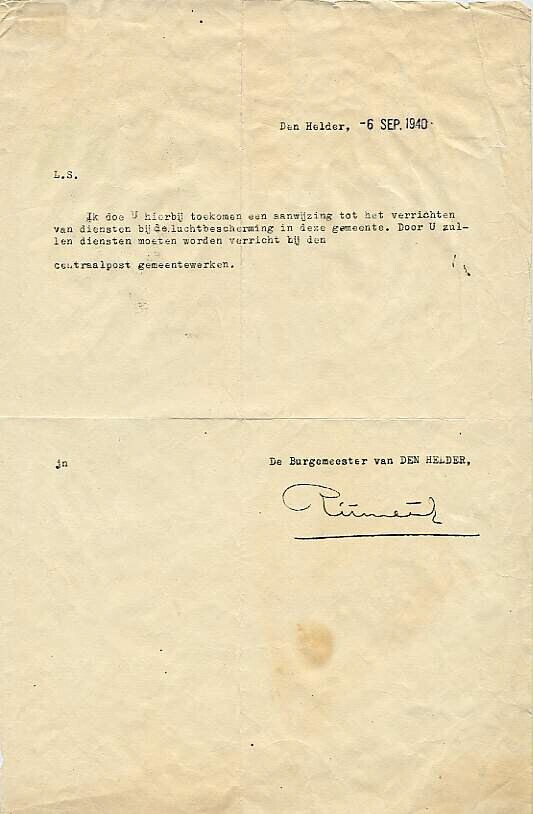 Den Helder, -6 SEP. 1940.
L.S.
Ik doe U hierbij toekomen een aanwijzing tot het verrichten
van diensten bij de luchtbescherming in deze gemeente. Door U zul-
len diensten moeten worden verricht bij den
centraalpost gemeentewerken.
jn
De Burgemeester van DEN HELDER,